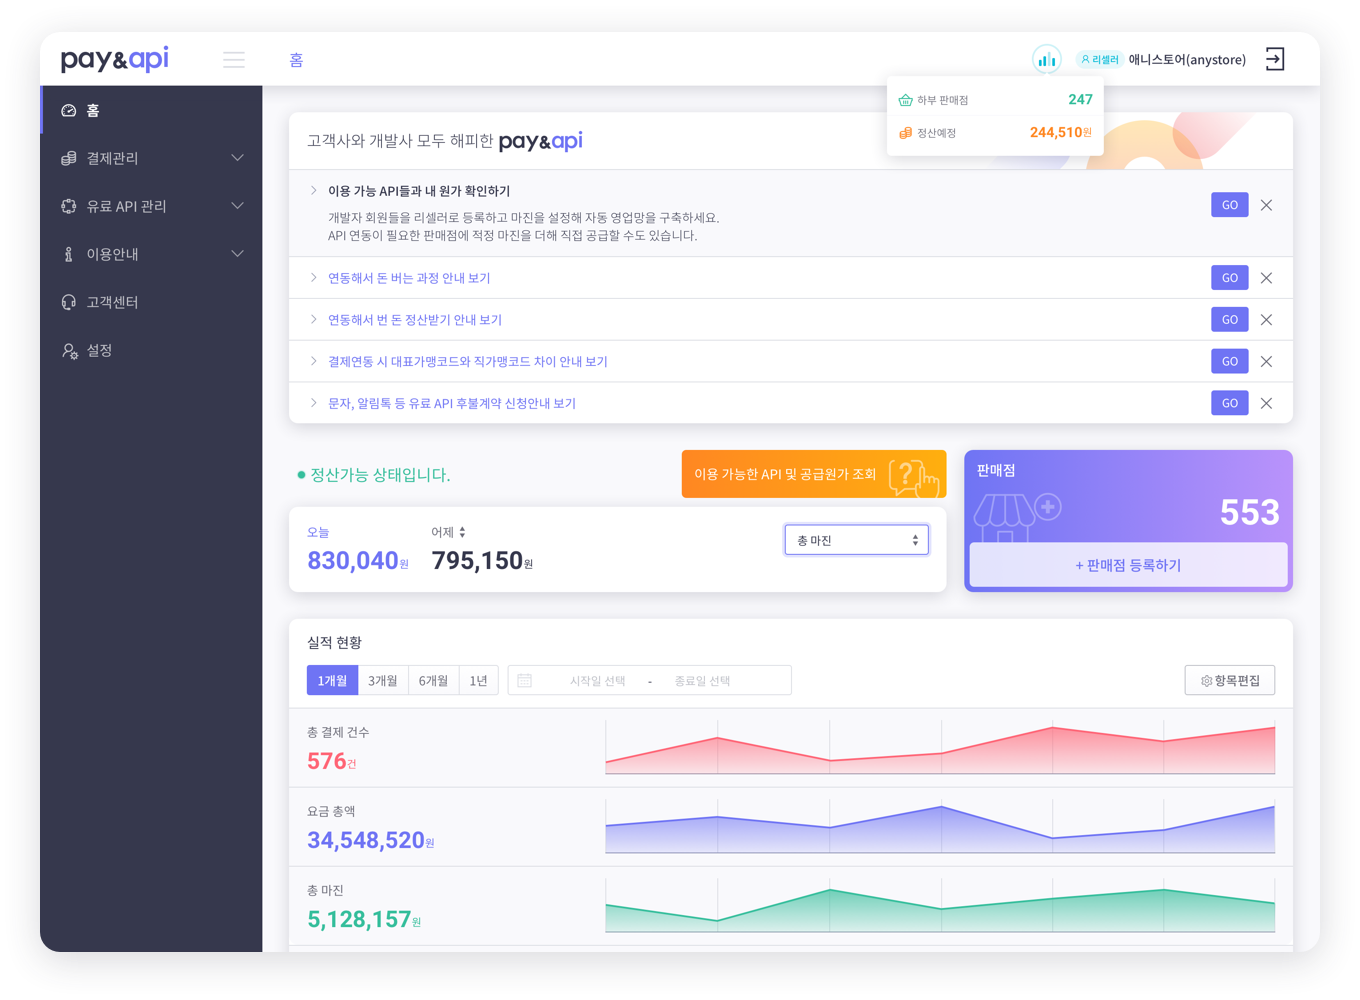 pay&api
홈
리셀러 애니스토어(anystore)
하부 판매점 247
정산예정 244,510원
홈
결제관리
유료 API 관리
이용안내
고객센터
설정
고객사와 개발사 모두 해피한 pay&api
이용 가능 API들과 내 원가 확인하기
개발자 회원들을 리셀러로 등록하고 마진을 설정해 자동 영업망을 구축하세요.
API 연동이 필요한 판매점에 적정 마진을 더해 직접 공급할 수도 있습니다.
GO
연동해서 돈 버는 과정 안내 보기 GO
연동해서 번 돈 정산받기 안내 보기 GO
결제연동 시 대표가맹코드와 직가맹코드 차이 안내 보기 GO
문자, 알림톡 등 유료 API 후불계약 신청안내 보기 GO
정산가능 상태입니다.
이용 가능한 API 및 공급원가 조회
오늘
830,040원
어제
795,150원
총 마진
판매점
553
+ 판매점 등록하기
실적 현황
1개월 3개월 6개월 1년 시작일 선택 - 종료일 선택 항목편집
총 결제 건수
576건
요금 총액
34,548,520원
총 마진
5,128,157원